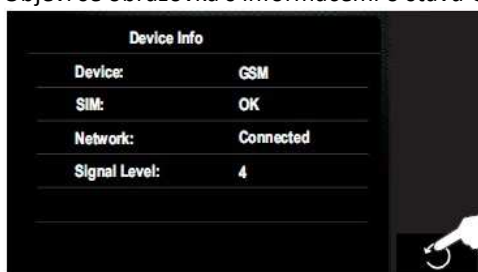 Device Info
Device: GSM
SIM: OK
Network: Connected
Signal Level: 4